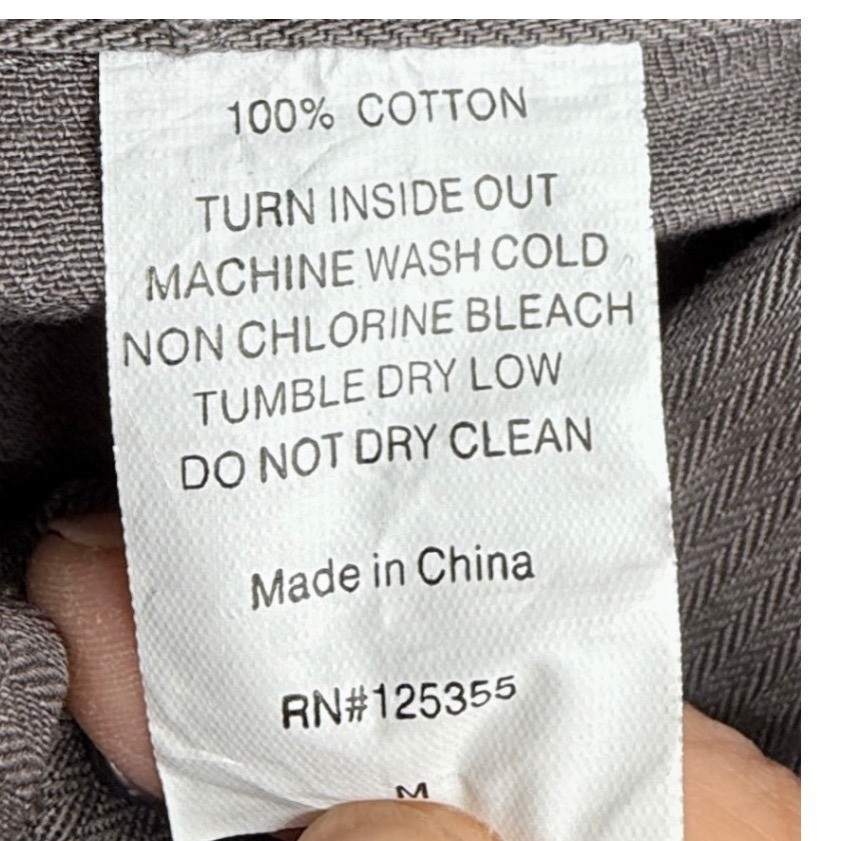 100% COTTON
TURN INSIDE OUT
MACHINE WASH COLD
NON CHLORINE BLEACH
TUMBLE DRY LOW
DO NOT DRY CLEAN
Made in China
RN#125355
M